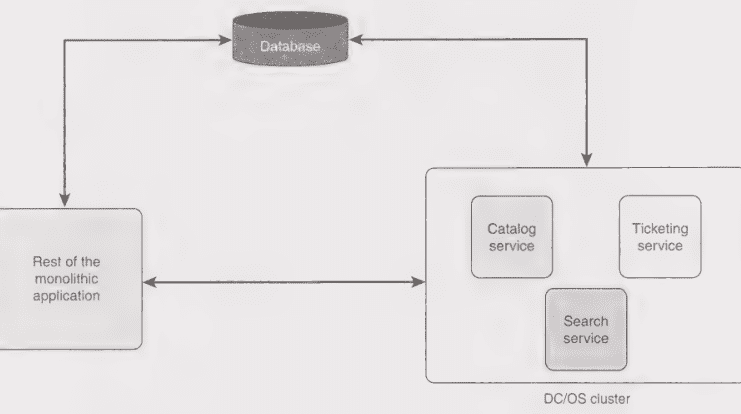 Database
Catalog
service
Ticketing
service
Rest of the
monolithic
application
Search
service
DC/OS cluster